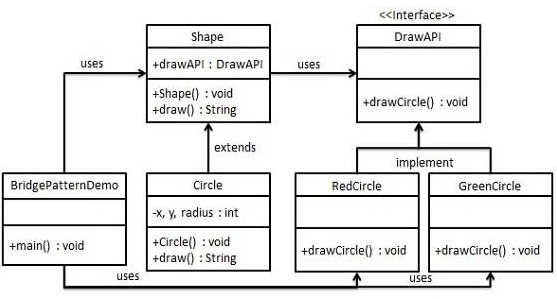 <<Interface>>
Shape
DrawAPI
+drawAPI : DrawAPI
uses
uses
+Shape() : void
+draw() : String
+drawCircle() : void
extends
implement
BridgePatternDemo
Circle
RedCircle
GreenCircle
-x, y, radius : int
+main() : void
+Circle() : void
+draw() : String
+drawCircle() : void
+drawCircle() : void
uses
uses